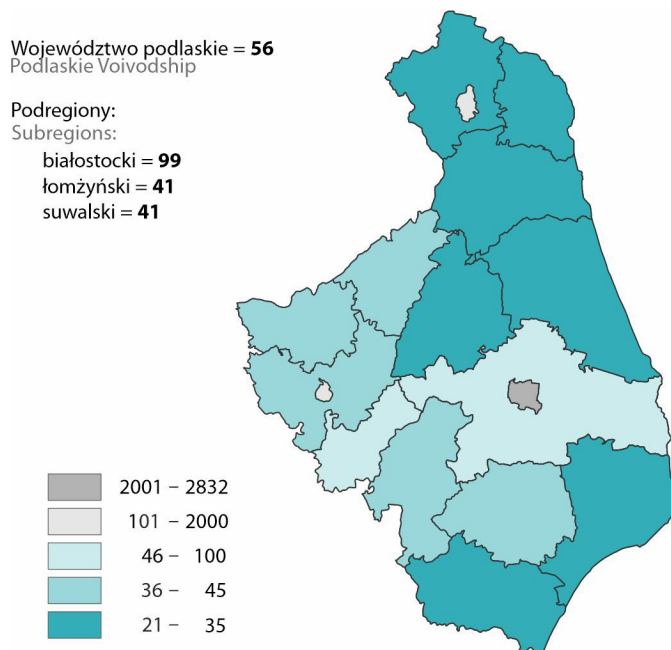 Województwo podlaskie = 56
Podlaskie Voivodship
Podregiony:
Subregions:
białostocki = 99
łomżyński = 41
suwalski = 41
2001 – 2832
101 – 2000
46 – 100
36 – 45
21 – 35